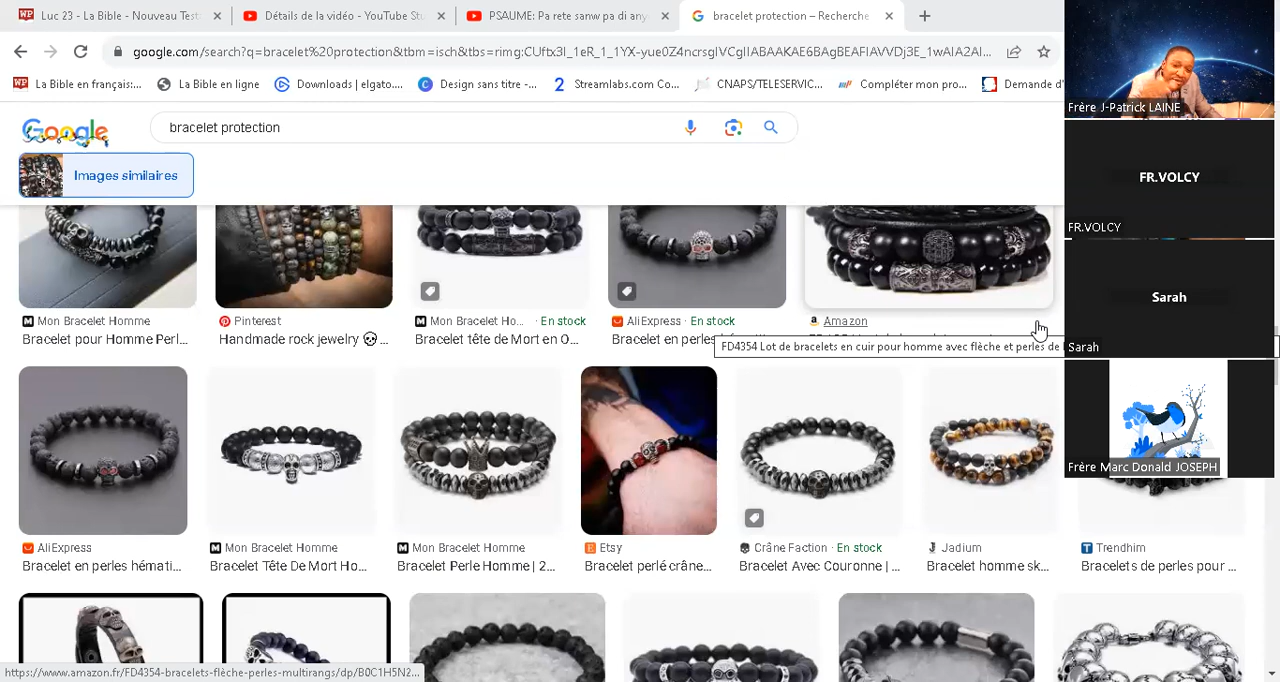 Luc 23 - La Bible - Nouveau Test
Détails de la vidéo - YouTube St
PSAUME: Pa rete sanw pa di any
bracelet protection – Recherche
google.com/search?q=bracelet%20protection&tbm=isch&tbs=rimg:
La Bible en français:...
La Bible en ligne
Downloads | elgato....
Design sans titre -...
Streamlabs.com Co...
CNAPS/TELESERVIC...
Compléter mon pro...
Demande d'
Google
bracelet protection
Images similaires
Mon Bracelet Homme
Bracelet pour Homme Perl...
Pinterest
Handmade rock jewelry 💀 ...
Mon Bracelet Ho... · En stock
Bracelet tête de Mort en O...
AliExpress · En stock
Bracelet en perles
Amazon
FD4354 Lot de bracelets en cuir pour homme avec flèche et perles de
AliExpress
Bracelet en perles hémati...
Mon Bracelet Homme
Bracelet Tête De Mort Ho...
Mon Bracelet Homme
Bracelet Perle Homme | 2...
Etsy
Bracelet perlé crâne...
Crâne Faction · En stock
Bracelet Avec Couronne | ...
Jadium
Bracelet homme sk...
Trendhim
Bracelets de perles pour ...
https://www.amazon.fr/FD4354-bracelets-flèche-perles-multirangs/dp/B0C1H5N2...
Frère J-Patrick LAINE
FR.VOLCY
FR.VOLCY
Sarah
Sarah
Frère Marc Donald JOSEPH